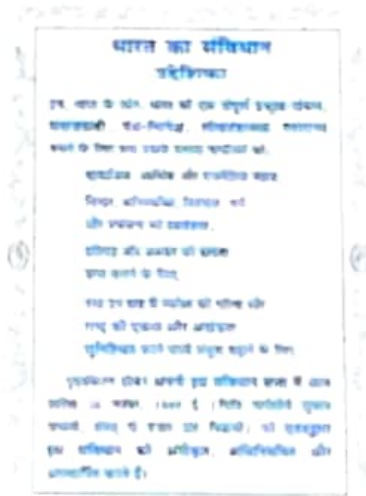 भारत का संविधान
उद्देशिका
हम, भारत के लोग, भारत को एक संपूर्ण प्रभुत्व संपन्न,
समाजवादी पंथ-निरपेक्ष, लोकतंत्रात्मक गणराज्य
बनाने के लिए तथा उसके समस्त नागरिकों को:
सामाजिक, आर्थिक और राजनैतिक न्याय
विचार, अभिव्यक्ति, विश्वास, धर्म
और उपासना की स्वतंत्रता,
प्रतिष्ठा और अवसर की समता
प्राप्त कराने के लिए,
तथा उन सब में व्यक्ति की गरिमा और
राष्ट्र की एकता और अखंडता
सुनिश्चित करने वाली बंधुता बढ़ाने के लिए
दृढ़संकल्प होकर अपनी इस संविधान सभा में आज
तारीख 26 नवंबर, 1949 ई. (मिति मार्गशीर्ष शुक्ला
सप्तमी, संवत् दो हजार छह विक्रमी) को एतद्द्वारा
इस संविधान को अंगीकृत, अधिनियमित और
आत्मार्पित करते हैं।